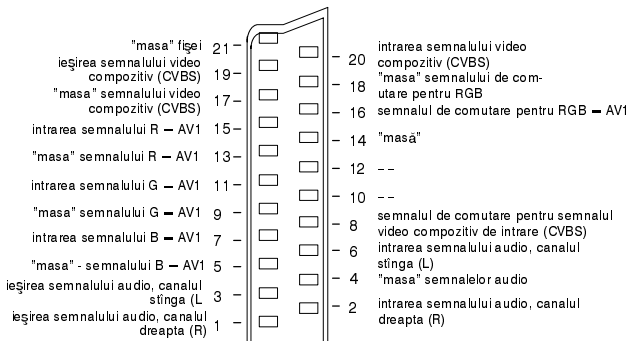 "masa" fişei 21
ieşirea semnalului video
compozitiv (CVBS) 19
"masa" semnalului video
compozitiv (CVBS) 17
intrarea semnalului R – AV1 15
"masa" semnalului R – AV1 13
intrarea semnalului G – AV1 11
"masa" semnalului G – AV1 9
intrarea semnalului B – AV1 7
"masa" - semnalului B – AV1 5
ieşirea semnalului audio, canalul
stînga (L 3
ieşirea semnalului audio, canalul
dreapta (R) 1
intrarea semnalului video
20 compozitiv (CVBS)
"masa" semnalului de com-
18 utare pentru RGB
16 semnalul de comutare pentru RGB – AV1
14 "masă"
12 – –
10 – –
semnalul de comutare pentru semnalul
8 video compozitiv de intrare (CVBS)
6 intrarea semnalului audio, canalul
stînga (L)
4 "masa" semnalelor audio
2 intrarea semnalului audio, canalul
dreapta (R)